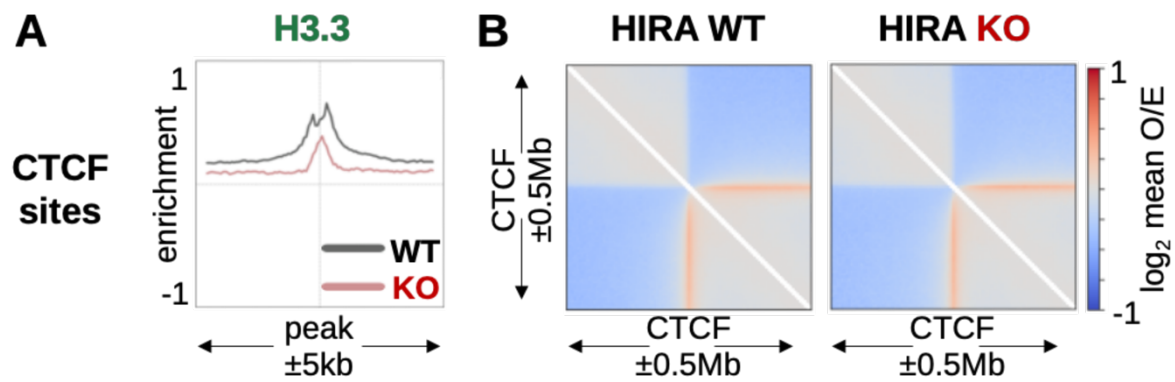 A
H3.3
B
HIRA WT
HIRA KO
CTCF
sites
enrichment
1
-1
WT
KO
peak
±5kb
CTCF
±0.5Mb
CTCF
±0.5Mb
CTCF
±0.5Mb
1
-1
log₂ mean O/E